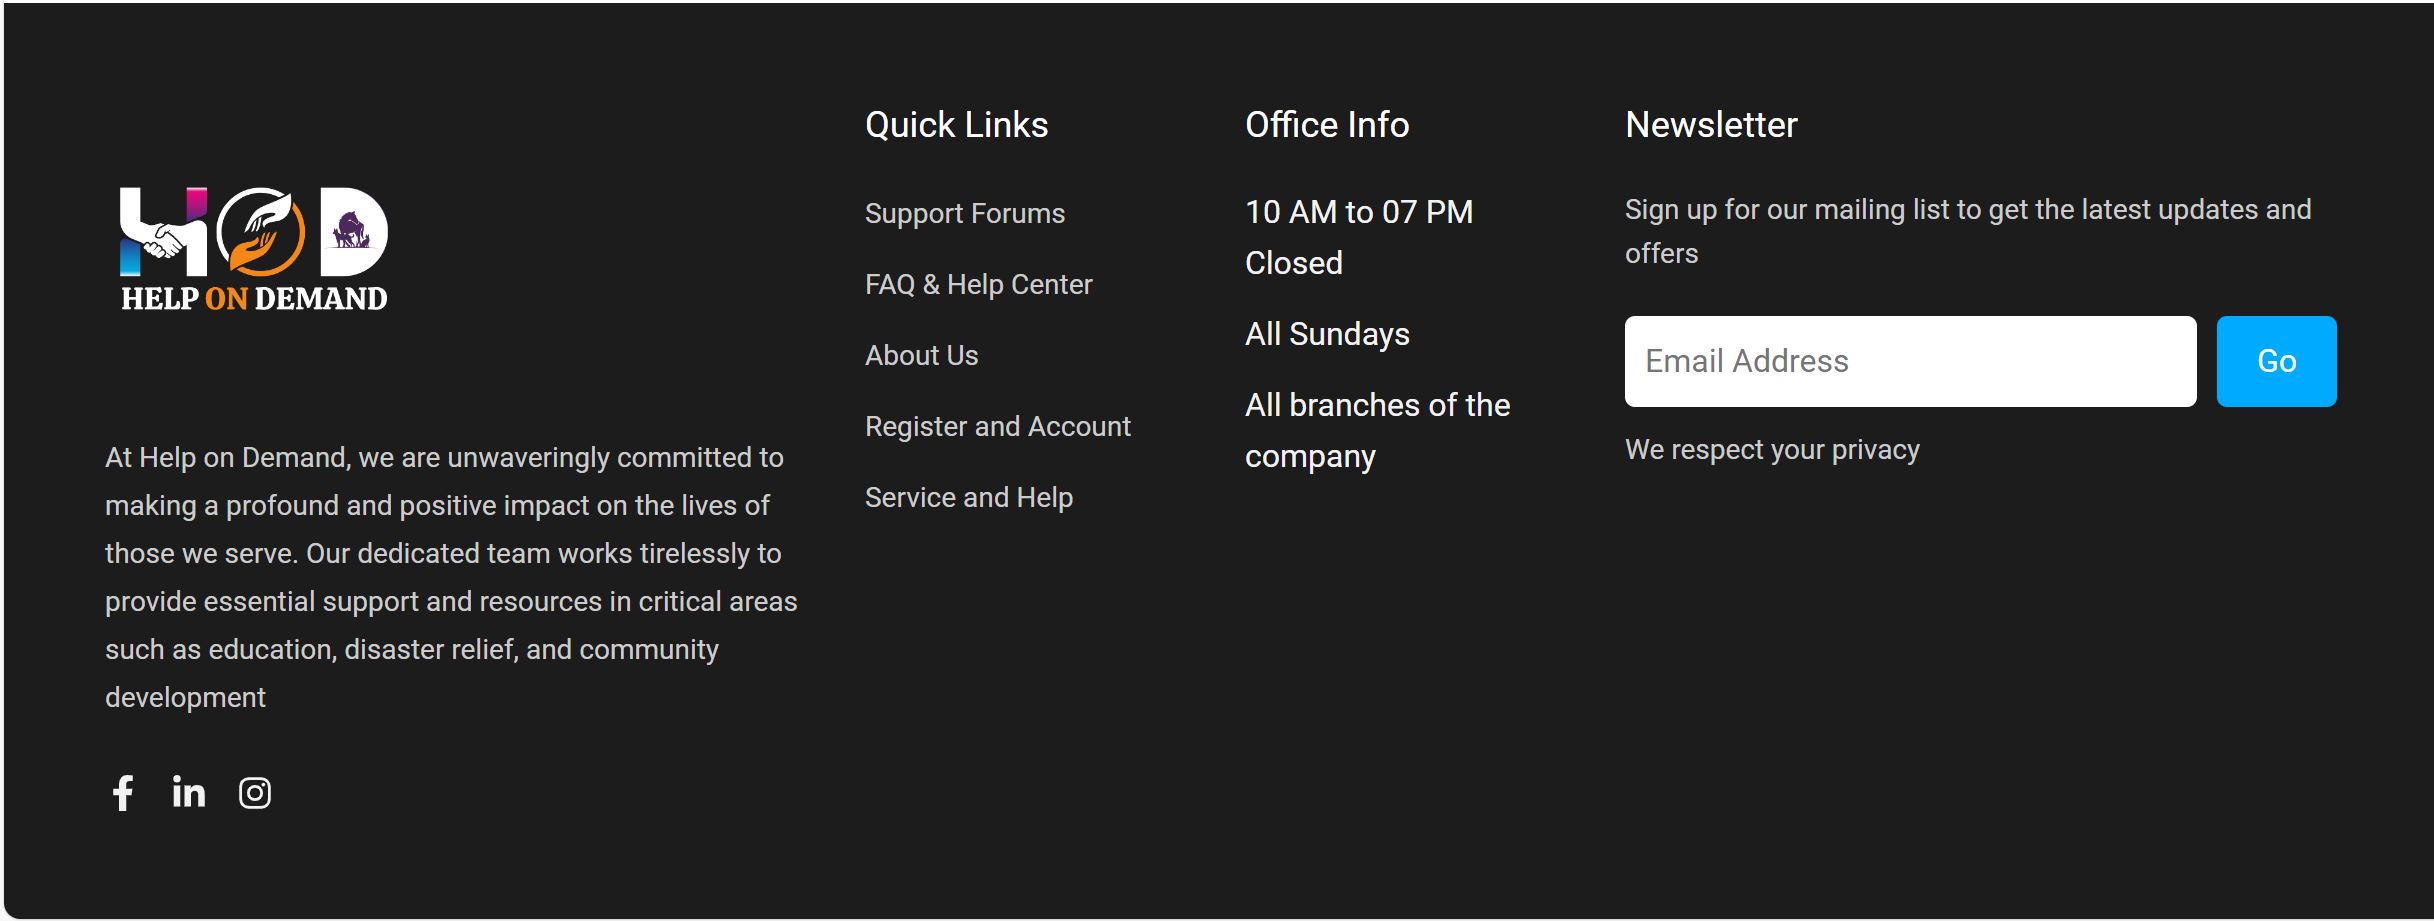 HOD
HELP ON DEMAND
At Help on Demand, we are unwaveringly committed to
making a profound and positive impact on the lives of
those we serve. Our dedicated team works tirelessly to
provide essential support and resources in critical areas
such as education, disaster relief, and community
development
Quick Links
Support Forums
FAQ & Help Center
About Us
Register and Account
Service and Help
Office Info
10 AM to 07 PM
Closed
All Sundays
All branches of the
company
Newsletter
Sign up for our mailing list to get the latest updates and
offers
Email Address
Go
We respect your privacy